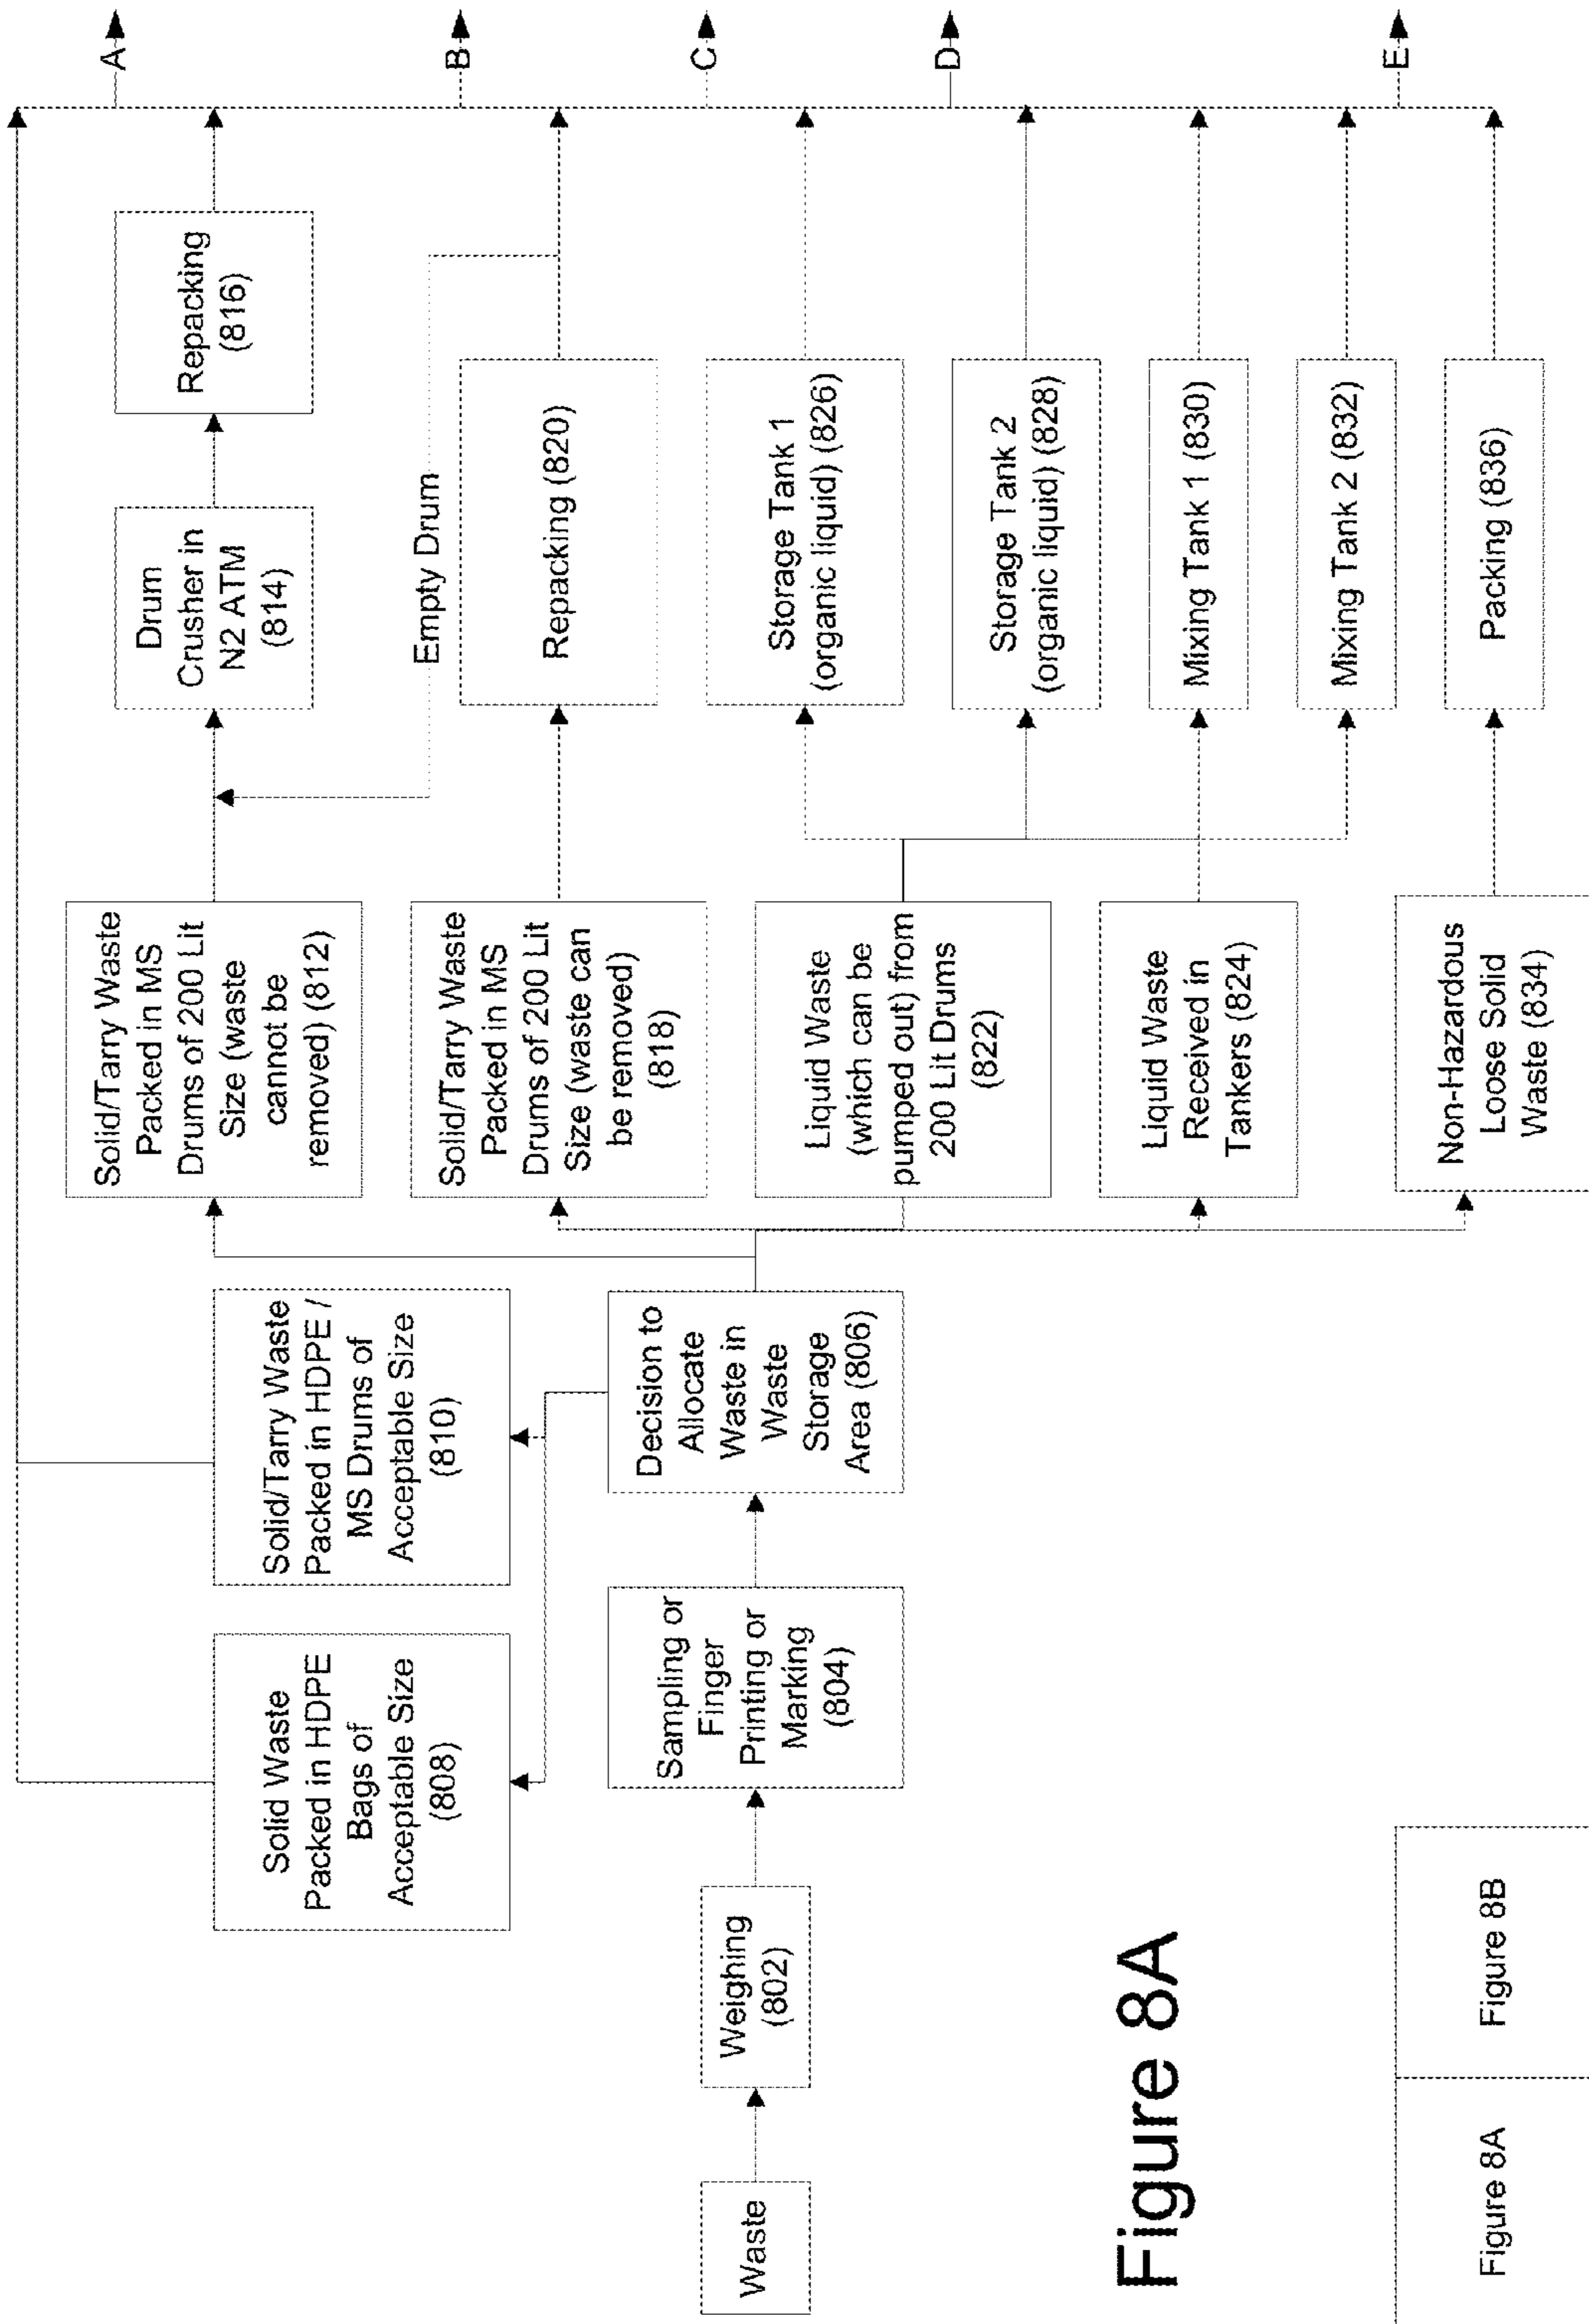 Waste
Weighing
(802)
Sampling or
Finger
Printing or
Marking
(804)
Decision to
Allocate
Waste in
Waste
Storage
Area (806)
Solid Waste
Packed in HDPE
Bags of
Acceptable Size
(808)
Solid/Tarry Waste
Packed in HDPE /
MS Drums of
Acceptable Size
(810)
Solid/Tarry Waste
Packed in MS
Drums of 200 Lit
Size (waste
cannot be
removed) (812)
Drum
Crusher in
N2 ATM
(814)
Repacking
(816)
Solid/Tarry Waste
Packed in MS
Drums of 200 Lit
Size (waste can
be removed)
(818)
Empty Drum
Repacking (820)
Liquid Waste
(which can be
pumped out) from
200 Lit Drums
(822)
Liquid Waste
Received in
Tankers (824)
Storage Tank 1
(organic liquid) (826)
Storage Tank 2
(organic liquid) (828)
Mixing Tank 1 (830)
Mixing Tank 2 (832)
Non-Hazardous
Loose Solid
Waste (834)
Packing (836)
A
B
C
D
E
Figure 8A
Figure 8A
Figure 8B